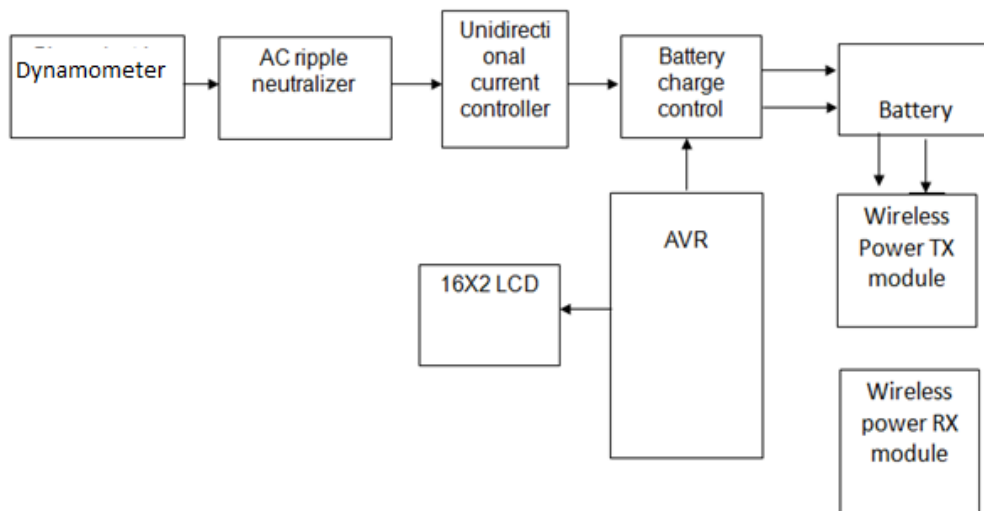 Dynamometer
AC ripple
neutralizer
Unidirecti
onal
current
controller
Battery
charge
control
Battery
AVR
16X2 LCD
Wireless
Power TX
module
Wireless
power RX
module